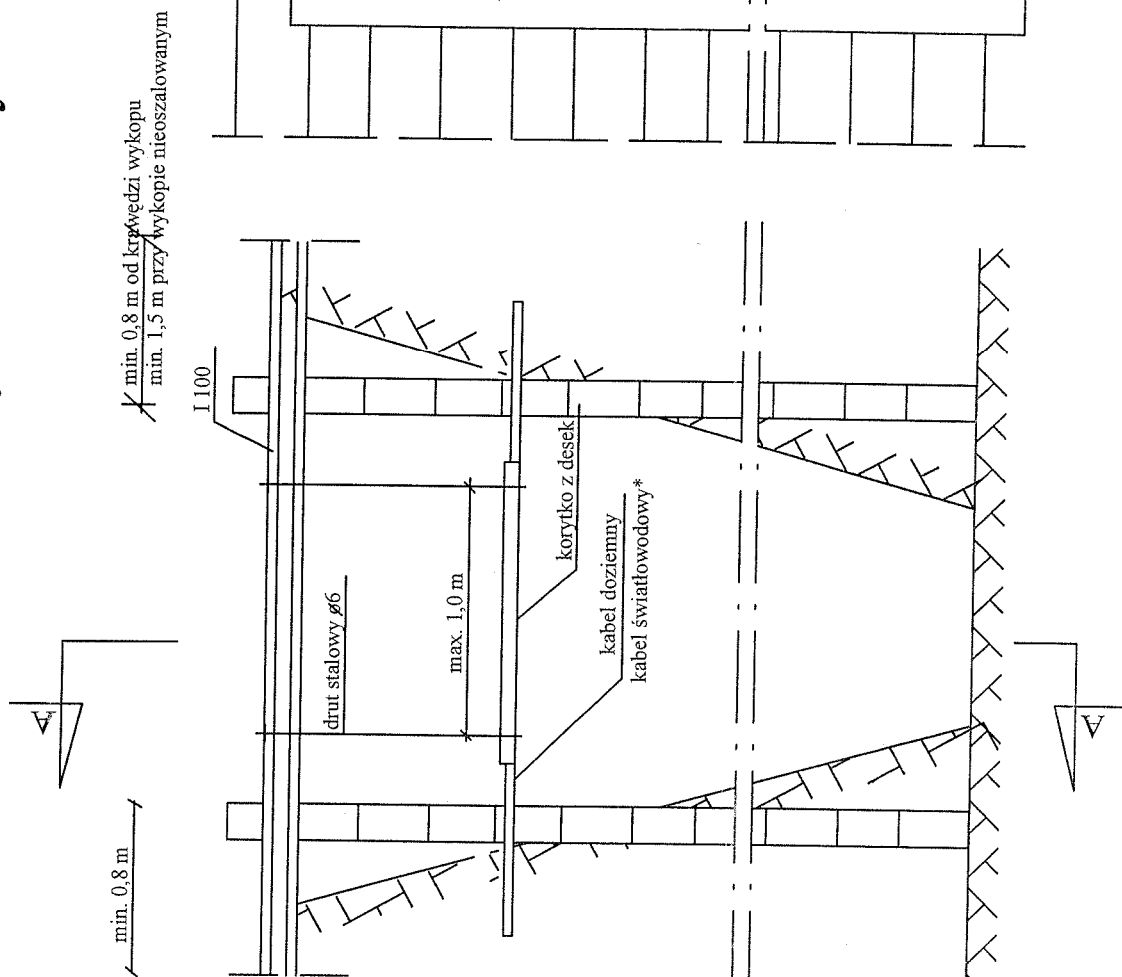 min. 0,8 m
min. 0,8 m od krawędzi wykopu
min. 1,5 m przy wykopie nieoszalowanym
I 100
drut stalowy ø6
max. 1,0 m
korytko z desek
kabel doziemny
kabel światłowodowy*
A
A